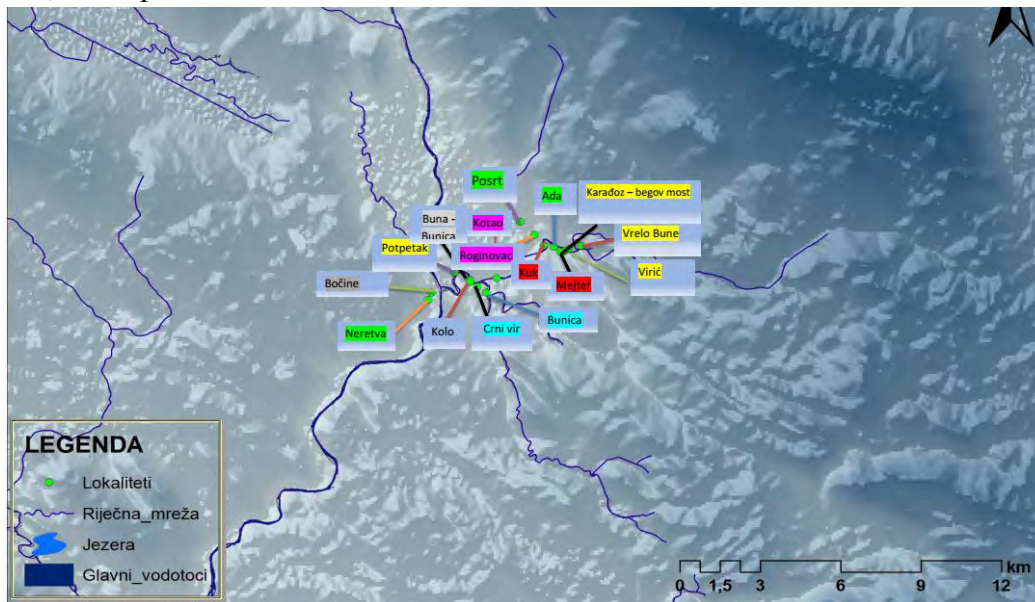 Posrt
Ada
Karađoz – begov most
Buna -
Bunica
Kotao
Vrelo Bune
Potpetak
Roginovac
Kuk
Virić
Bočine
Mejtef
Neretva
Kolo
Crni vir
Bunica
LEGENDA
Lokaliteti
Riječna_mreža
Jezera
Glavni_vodotoci
km
0 1,5 3 6 9 12